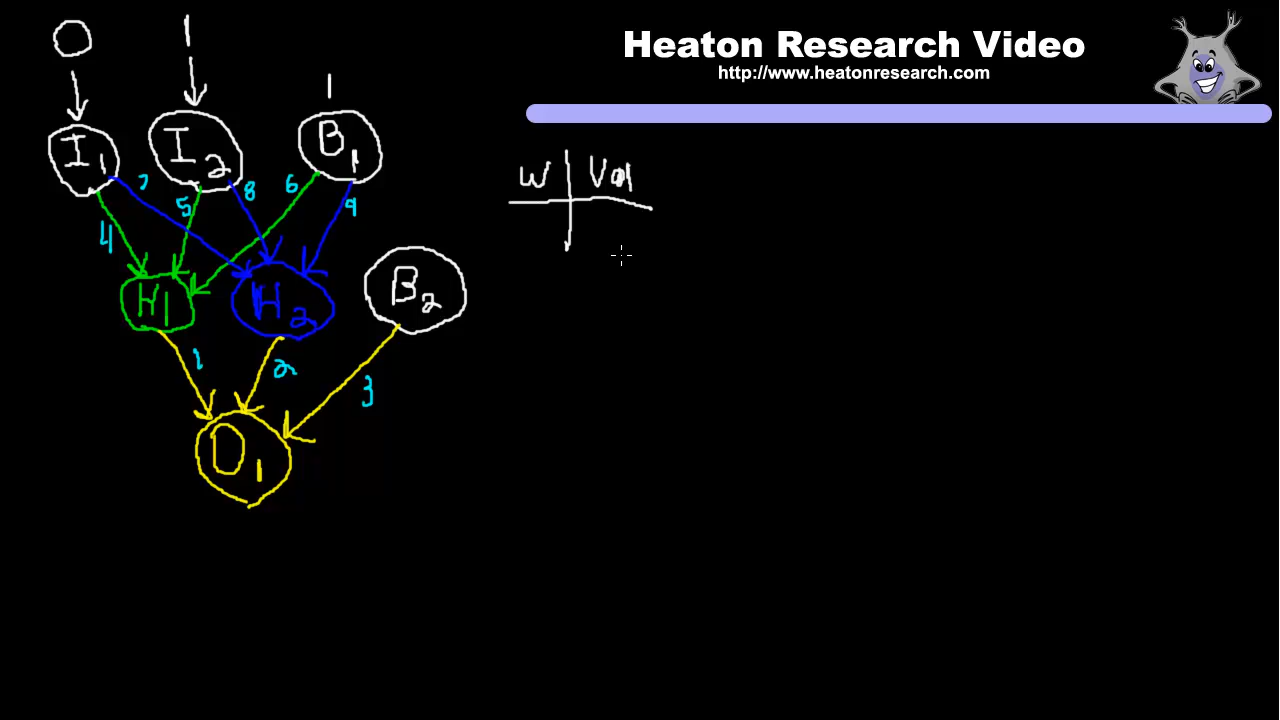 Heaton Research Video
http://www.heatonresearch.com
0 1
1
I1 I2 B1
7 5 8 6 9
4
H1 H2 B2
1 2 3
O1
W Val